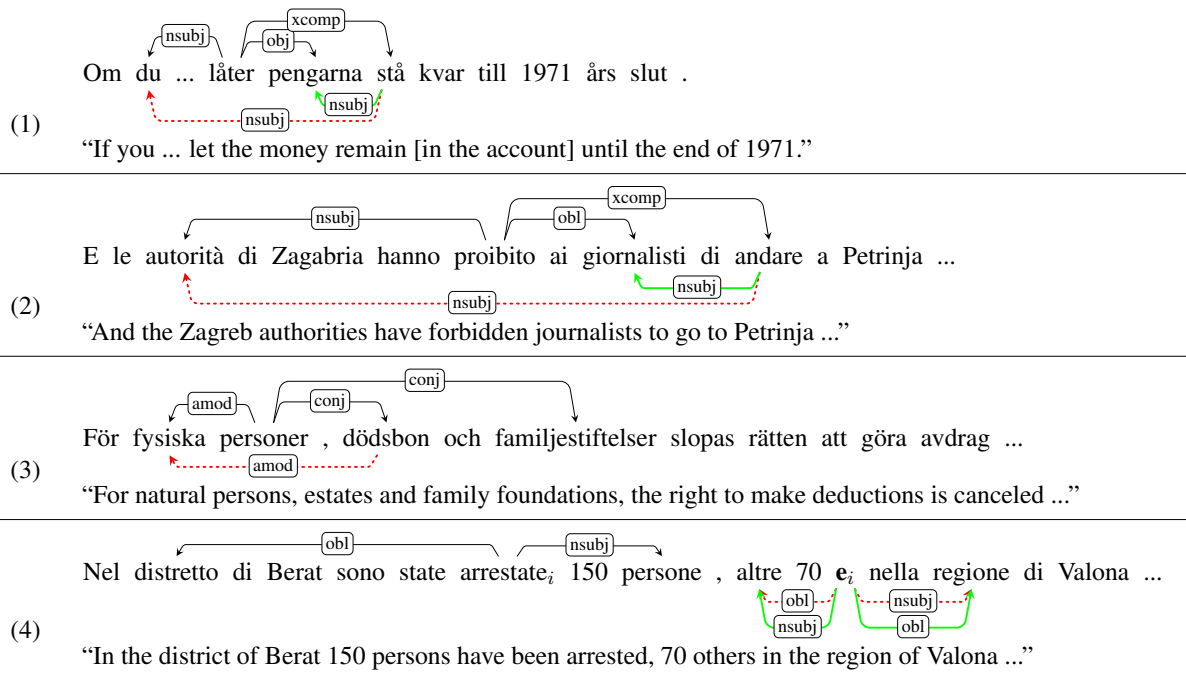 xcomp
nsubj obj
Om du ... låter pengarna stå kvar till 1971 års slut .
nsubj
nsubj
(1)
“If you ... let the money remain [in the account] until the end of 1971.”
xcomp
nsubj obl
E le autorità di Zagabria hanno proibito ai giornalisti di andare a Petrinja ...
nsubj
nsubj
(2)
“And the Zagreb authorities have forbidden journalists to go to Petrinja ...”
conj
amod conj
För fysiska personer , dödsbon och familjestiftelser slopas rätten att göra avdrag ...
amod
(3)
“For natural persons, estates and family foundations, the right to make deductions is canceled ...”
obl nsubj
Nel distretto di Berat sono state arrestateᵢ 150 persone , altre 70 eᵢ nella regione di Valona ...
obl nsubj
nsubj obl
(4)
“In the district of Berat 150 persons have been arrested, 70 others in the region of Valona ...”